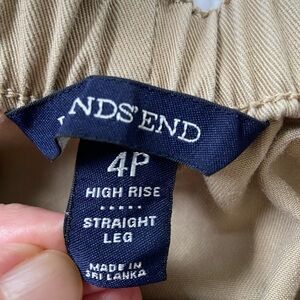 NDS' END
4P
HIGH RISE
.....
STRAIGHT
LEG
MADE IN
SRI LANKA